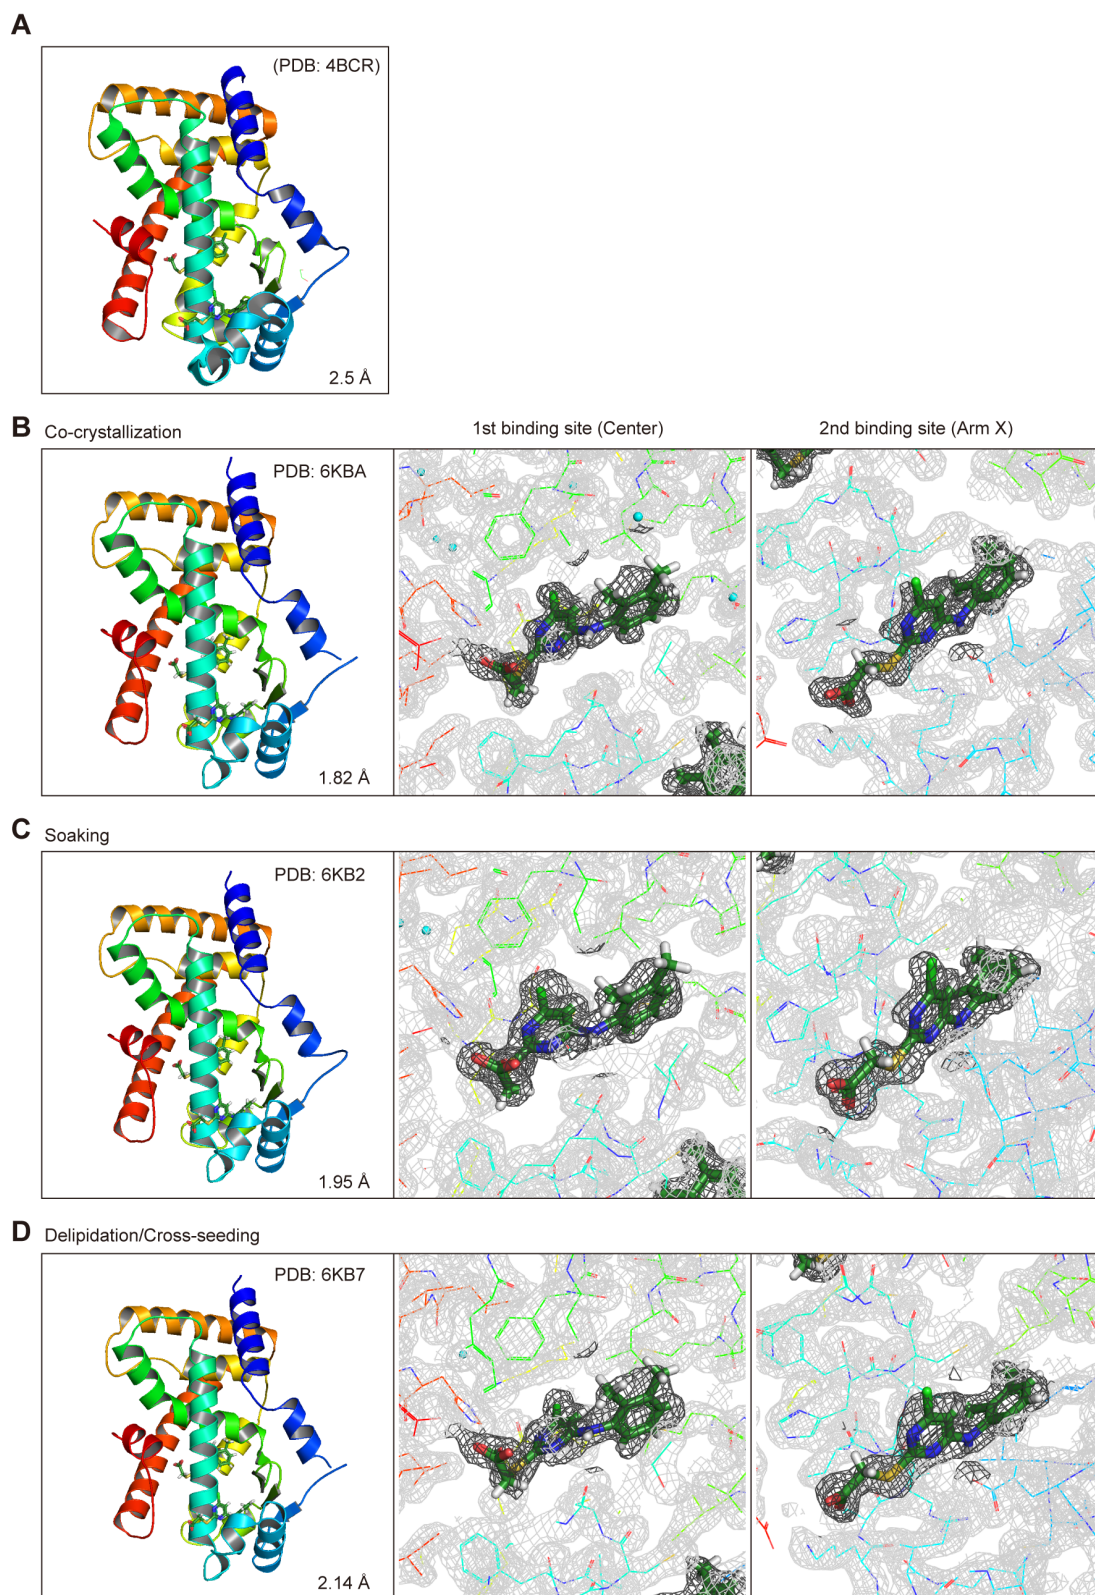 A
(PDB: 4BCR)
2.5 Å
B Co-crystallization
1st binding site (Center)
2nd binding site (Arm X)
PDB: 6KBA
1.82 Å
C Soaking
PDB: 6KB2
1.95 Å
D Delipidation/Cross-seeding
PDB: 6KB7
2.14 Å